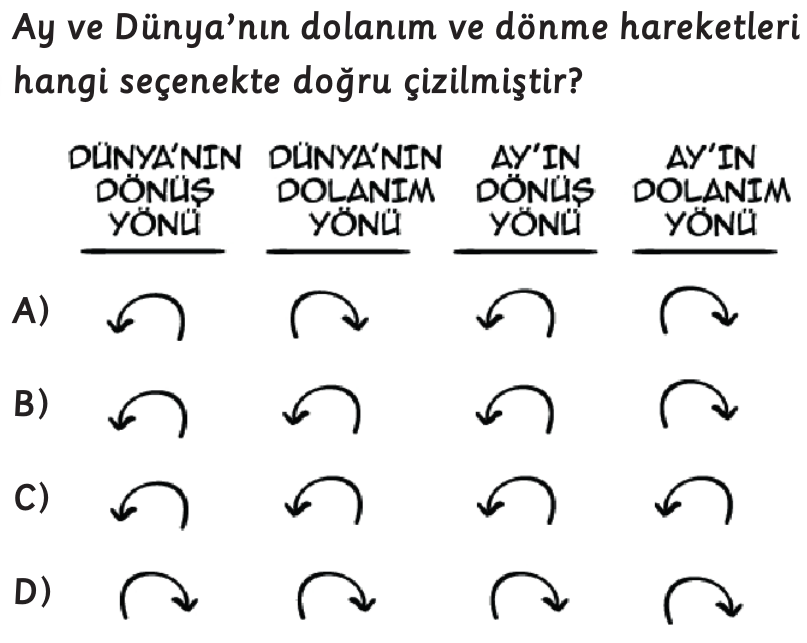 Ay ve Dünya’nın dolanım ve dönme hareketleri
hangi seçenekte doğru çizilmiştir?
DÜNYA’NIN DÖNÜŞ YÖNÜ
DÜNYA’NIN DOLANIM YÖNÜ
AY’IN DÖNÜŞ YÖNÜ
AY’IN DOLANIM YÖNÜ
A)
B)
C)
D)